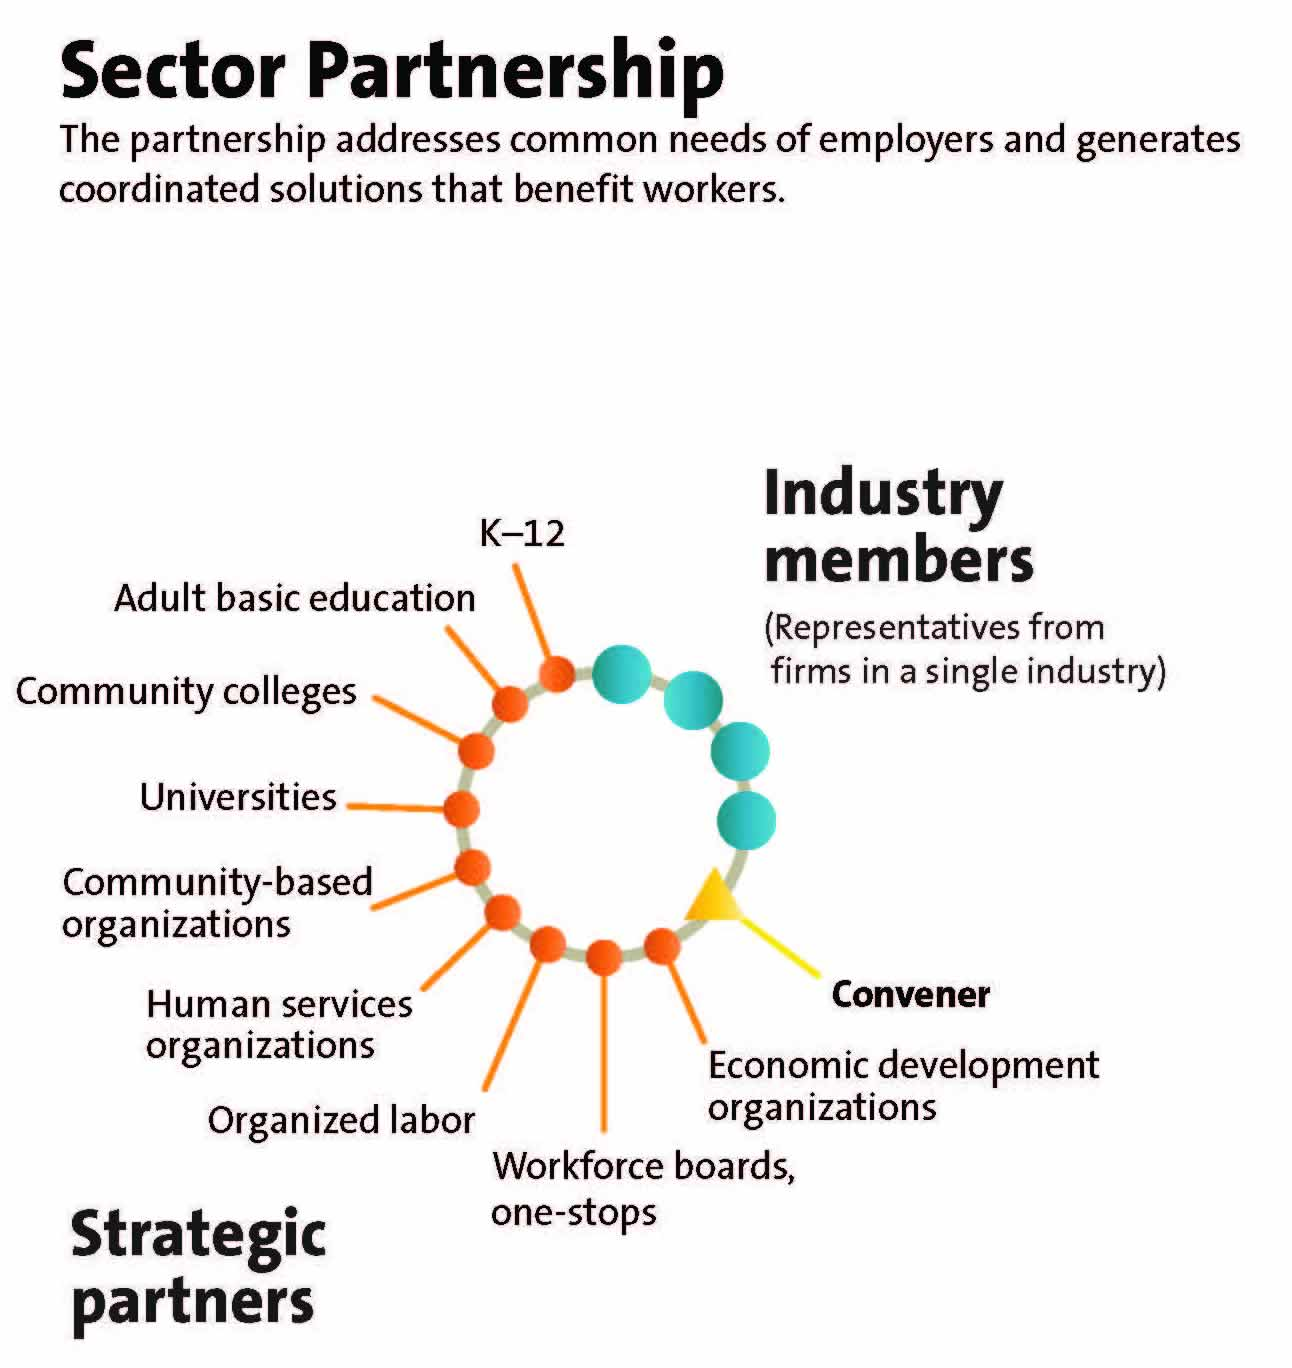 Sector Partnership
The partnership addresses common needs of employers and generates
coordinated solutions that benefit workers.
Industry
members
(Representatives from
firms in a single industry)
K–12
Adult basic education
Community colleges
Universities
Community-based
organizations
Human services
organizations
Organized labor
Workforce boards,
one-stops
Economic development
organizations
Convener
Strategic
partners